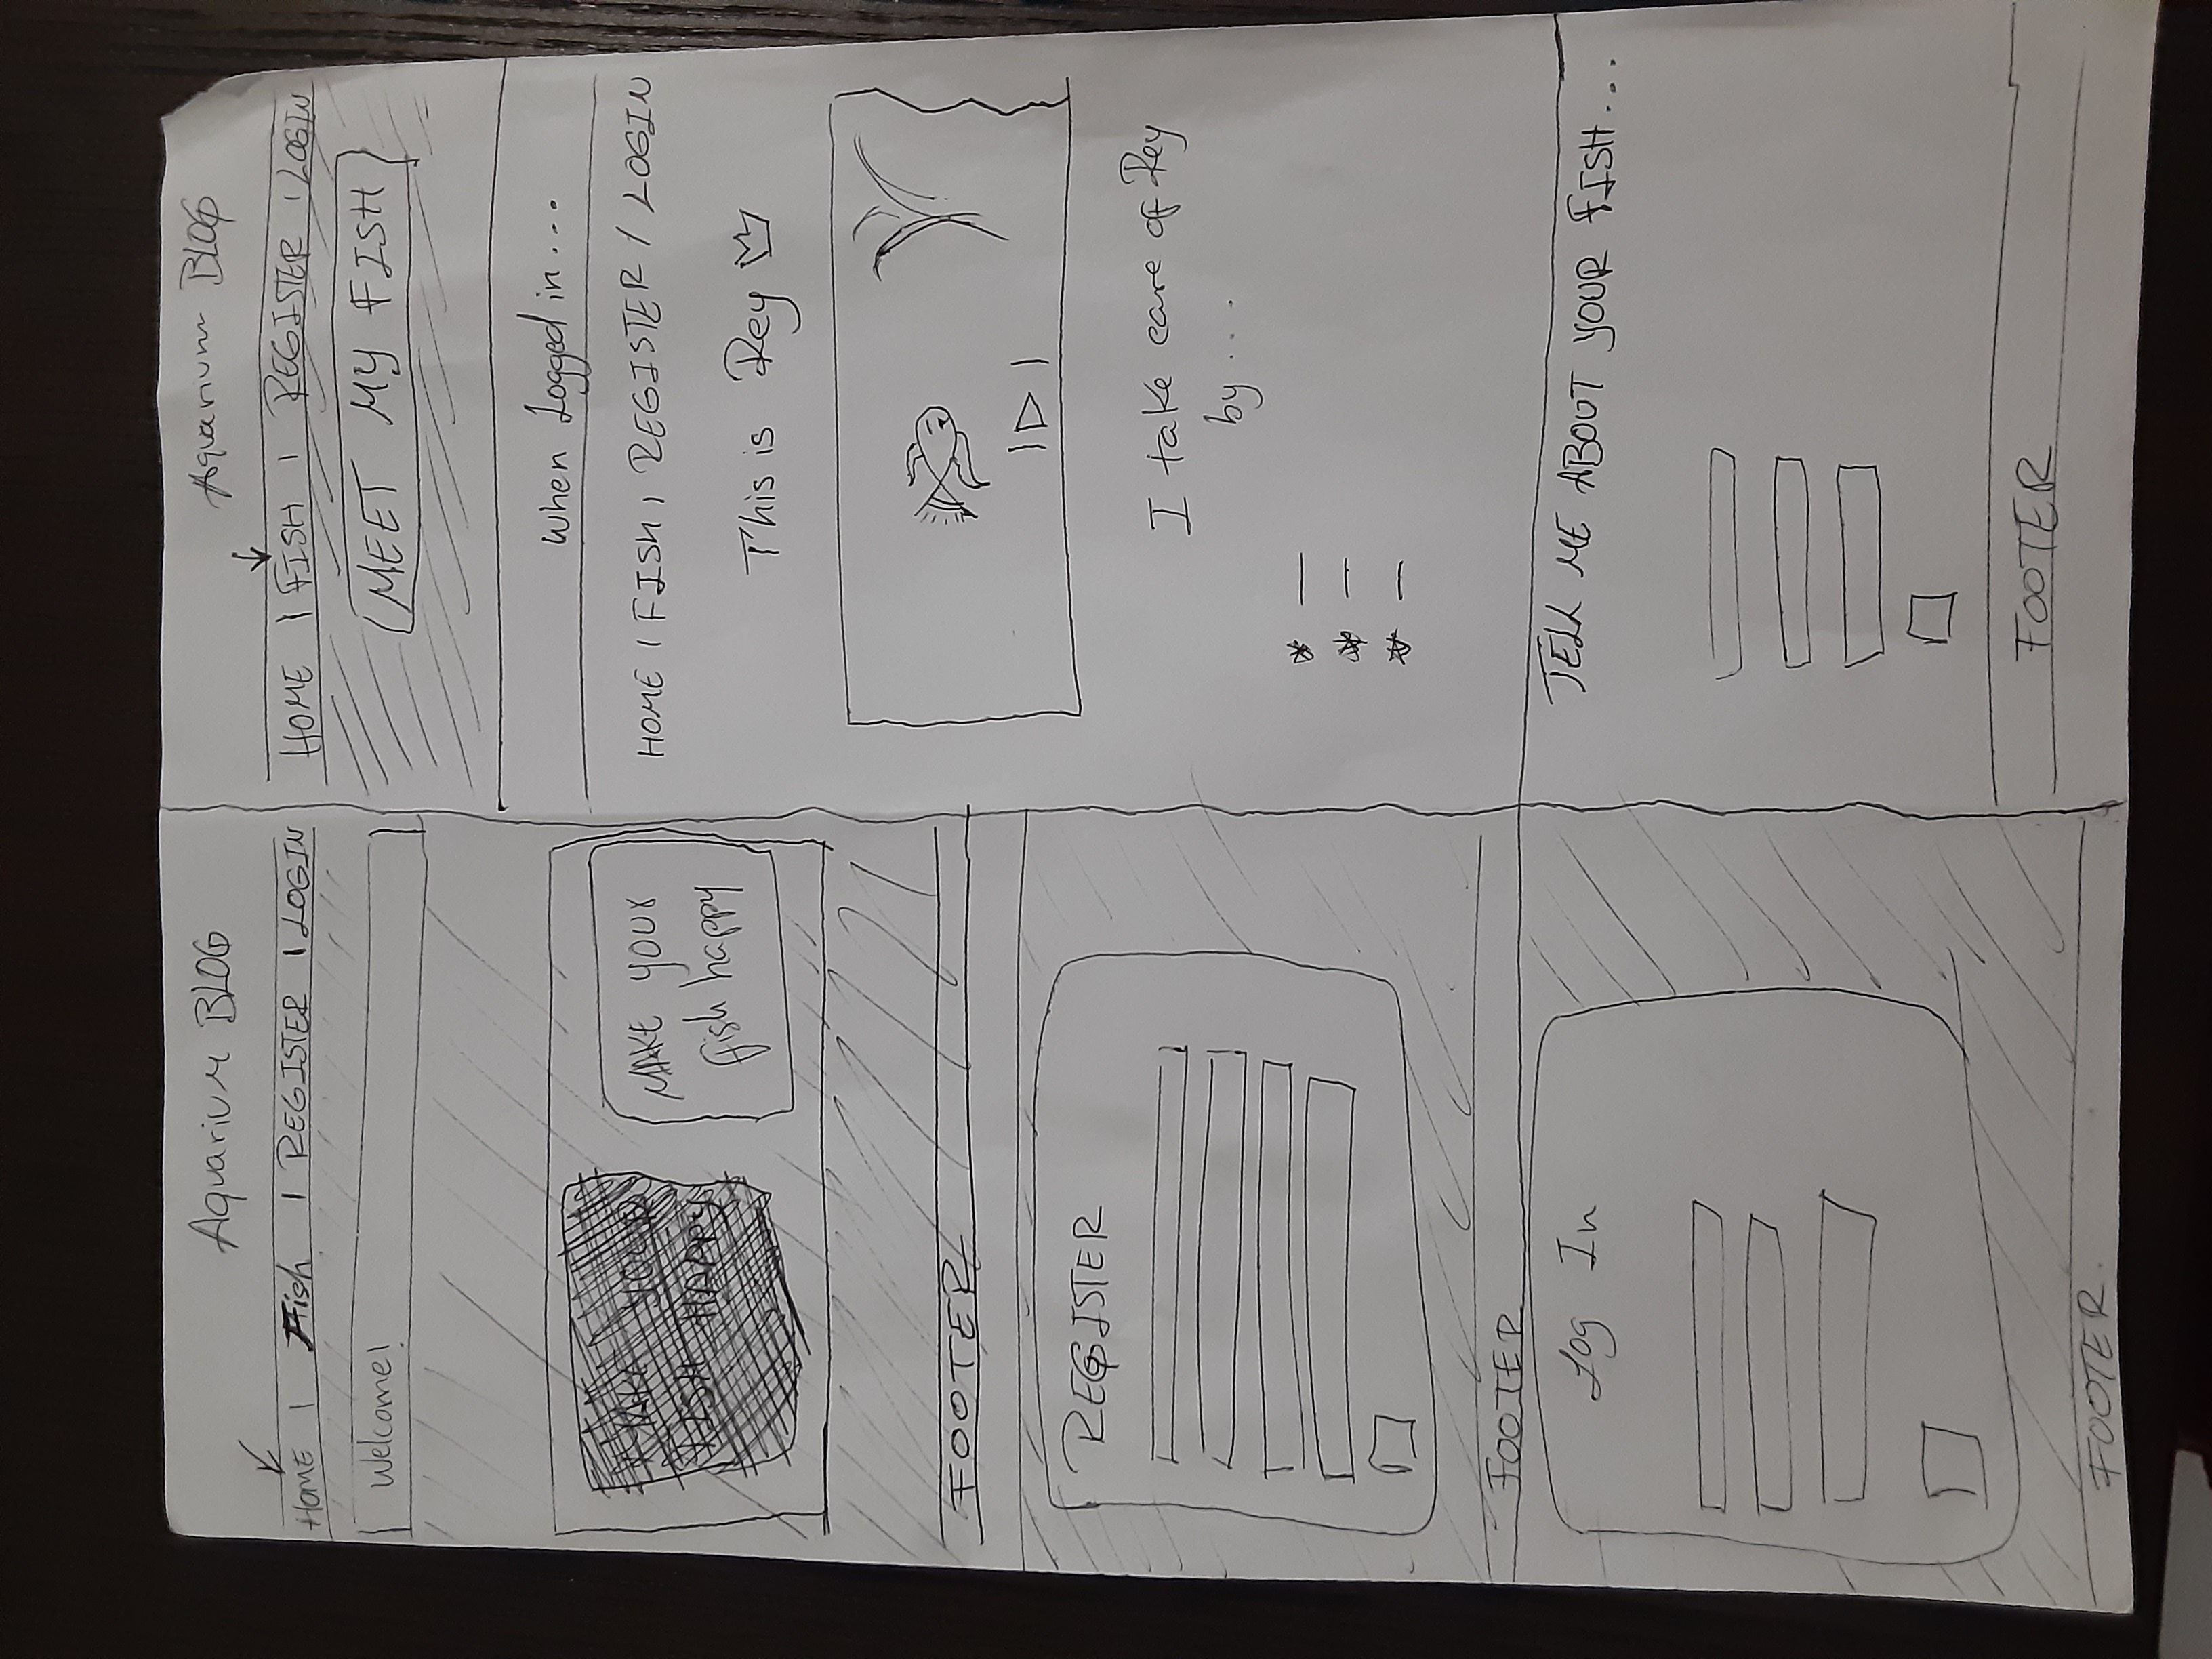 Aquarium BLOG
HOME | Fish | REGISTER | LOGIN
Welcome!
MAKE YOUR
FISH HAPPY
MAKE your
fish happy
FOOTER
REGISTER
FOOTER
Log In
FOOTER.
Aquarium BLOG
HOME | FISH | REGISTER | LOGIN
MEET MY FISH
When Logged in...
HOME | FISH | REGISTER / LOGIN
This is Rey
I take care of Rey
by ....
* —
* —
* —
TELL ME ABOUT YOUR FISH...
FOOTER